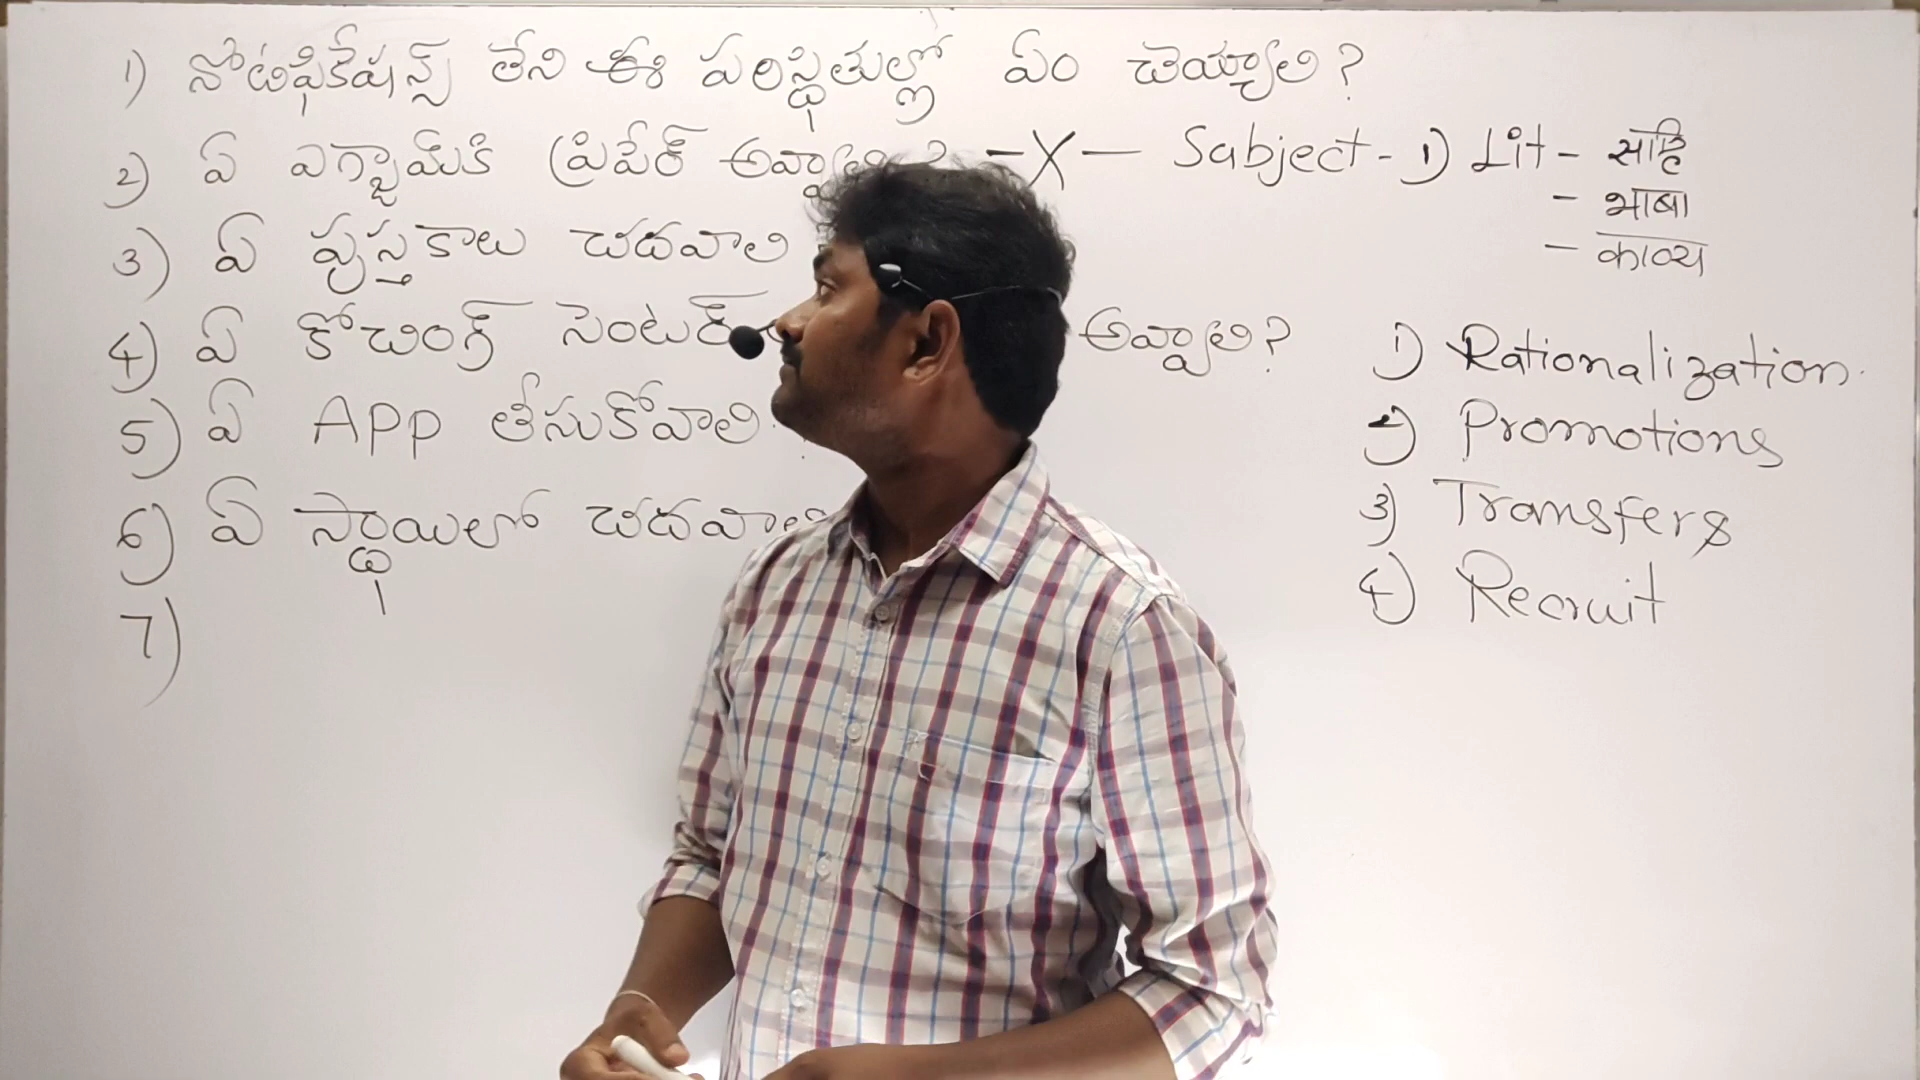 1) నోటిఫికేషన్స్ లేని ఈ పరిస్థితుల్లో ఏం చెయ్యాలి?
2) ఏ ఎగ్జామ్‌కి ప్రిపేర్ అవ్వాలి? -X- Subject - 1) Lit - साहि
- भाषा
- काव्य
3) ఏ పుస్తకాలు చదవాలి
4) ఏ కోచింగ్ సెంటర్ అవ్వాలి?
5) ఏ App తీసుకోవాలి
6) ఏ స్థాయిలో చదవాలి
7)
1) Rationalization
2) Promotions
3) Transfers
4) Recruit